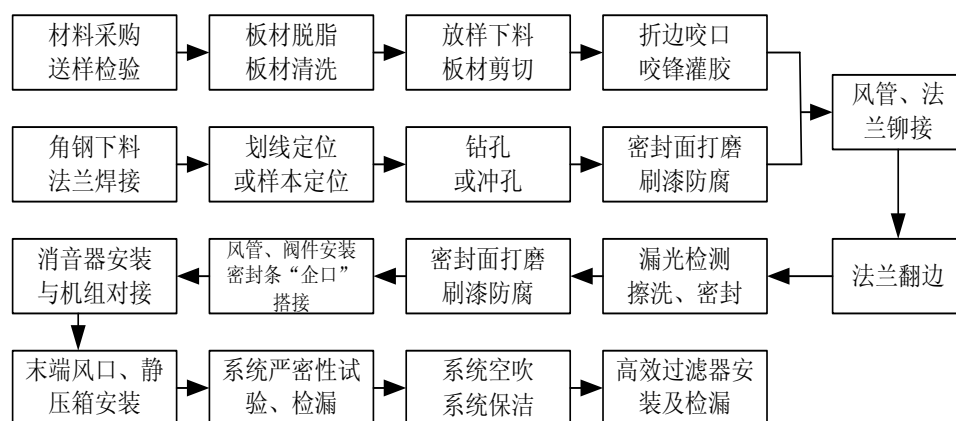 材料采购
送样检验
板材脱脂
板材清洗
放样下料
板材剪切
折边咬口
咬锋灌胶
风管、法
兰铆接
角钢下料
法兰焊接
划线定位
或样本定位
钻孔
或冲孔
密封面打磨
刷漆防腐
消音器安装
与机组对接
风管、阀件安装
密封条“企口”
搭接
密封面打磨
刷漆防腐
漏光检测
擦洗、密封
法兰翻边
末端风口、静
压箱安装
系统严密性试
验、检漏
系统空吹
系统保洁
高效过滤器安
装及检漏